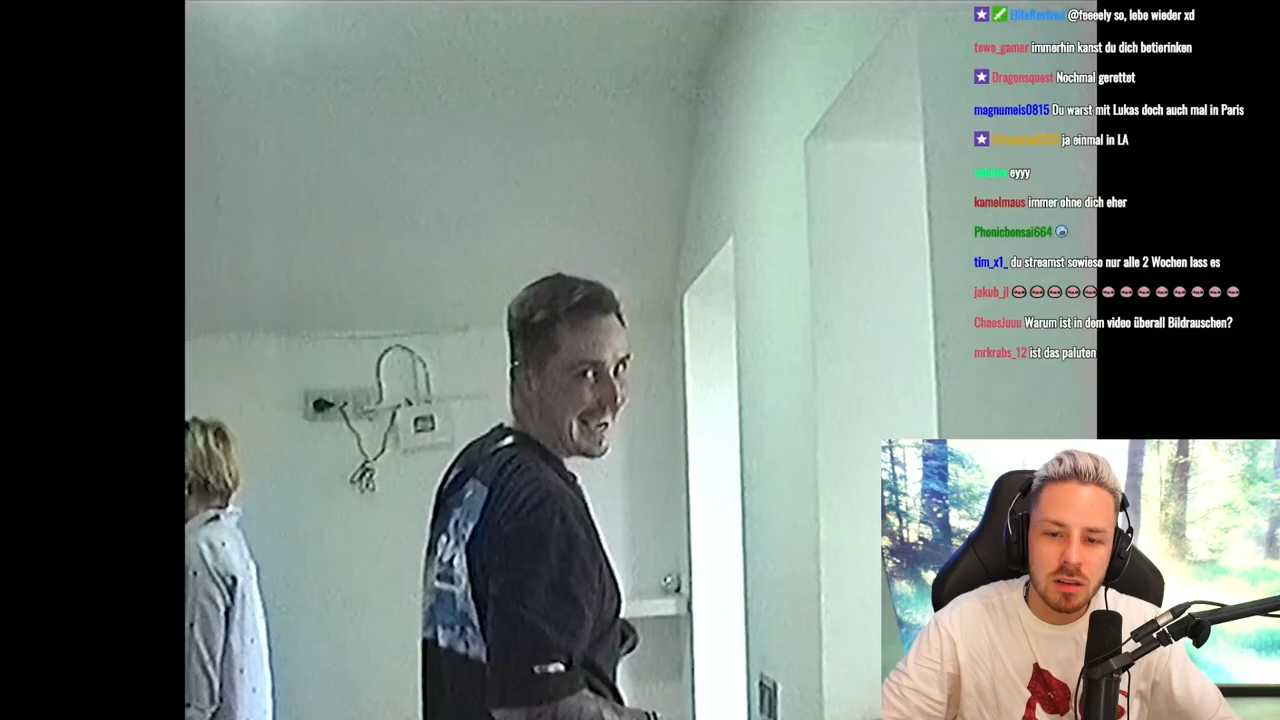 EliteRevived @feeeely so, lebe wieder xd
towo_gamer immerhin kanst du dich betierinken
Dragonsquest Nochmal gerettet
magnumeis0815 Du warst mit Lukas doch auch mal in Paris
ja einmal in LA
eyyy
kamelmaus immer ohne dich eher
Phonicbonsai664
tim_x1_ du streamst sowieso nur alle 2 Wochen lass es
jakub_jl
ChaosJuuu Warum ist in dem video überall Bildrauschen?
mrkrabs_12 ist das paluten